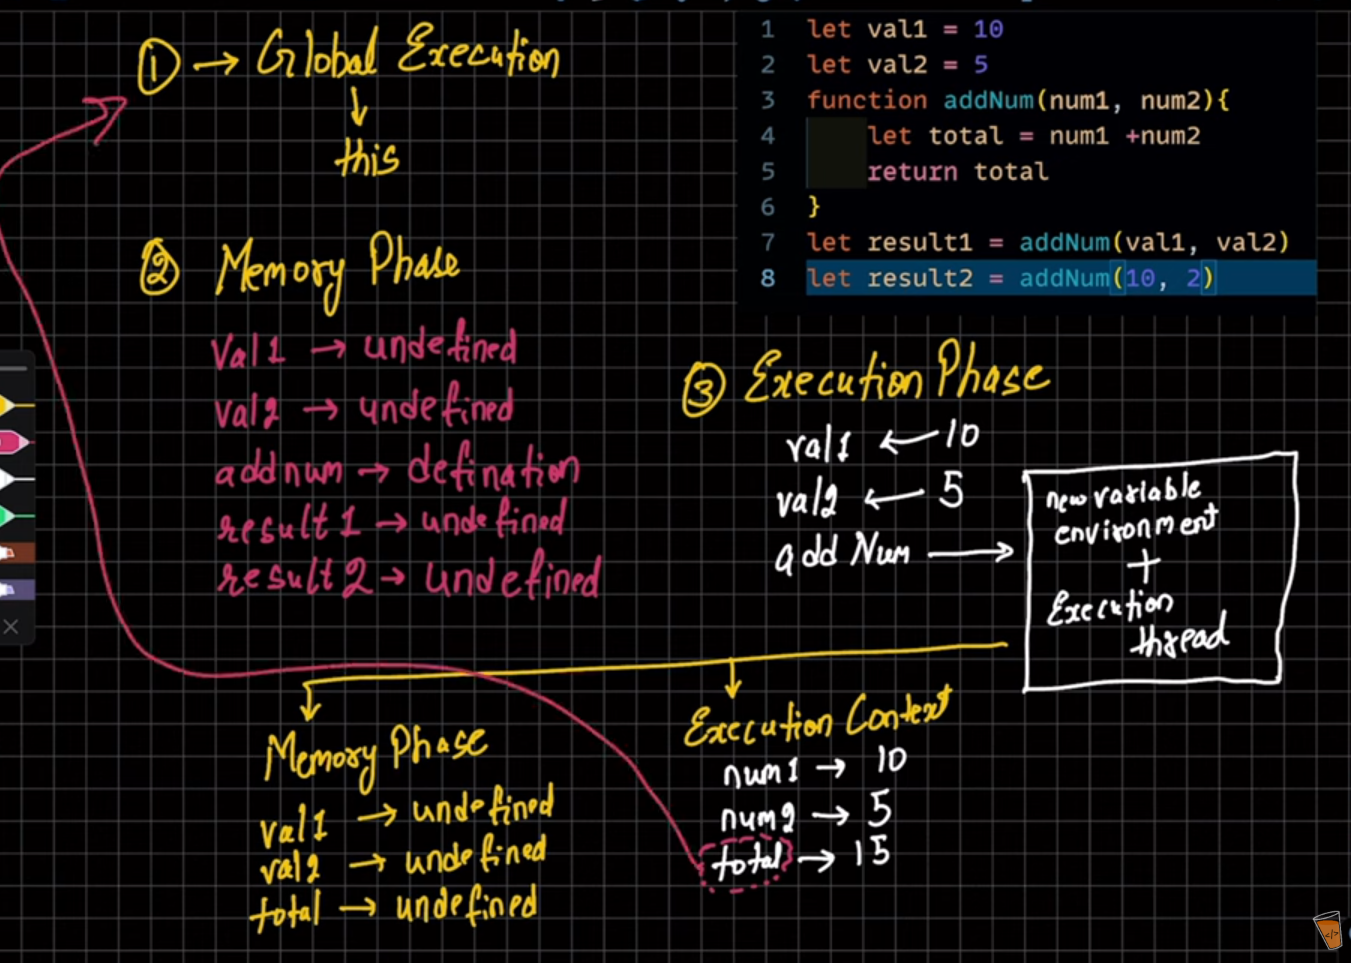 ① → Global Execution
↓
this
② Memory Phase
Val1 → undefined
val2 → undefined
addnum → defination
result1 → undefined
result2 → undefined
1 let val1 = 10
2 let val2 = 5
3 function addNum(num1, num2){
4 let total = num1 +num2
5 return total
6 }
7 let result1 = addNum(val1, val2)
8 let result2 = addNum(10, 2)
③ Execution Phase
val1 ← 10
val2 ← 5
add Num →
new variable
environment
+
Execution
thread
Memory Phase
val1 → undefined
val2 → undefined
total → undefined
Execution Context
num1 → 10
num2 → 5
total → 15